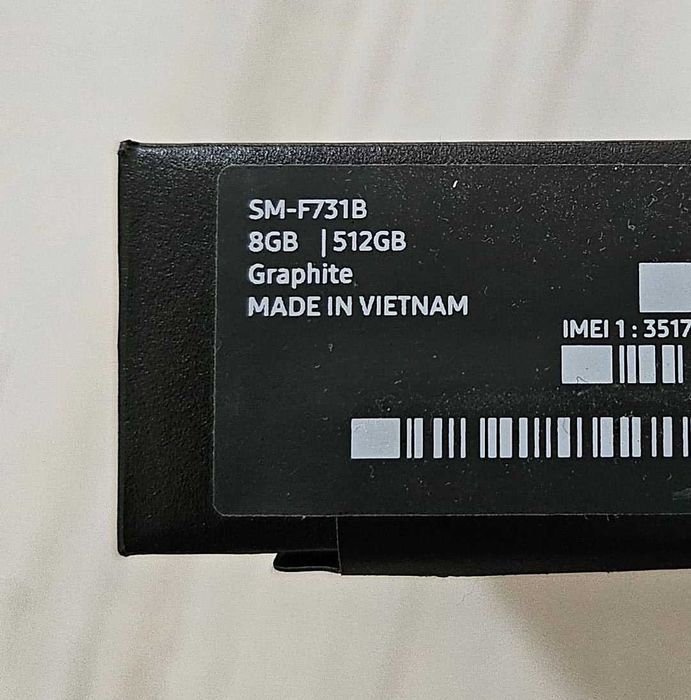 SM-F731B
8GB | 512GB
Graphite
MADE IN VIETNAM
IMEI 1 : 3517